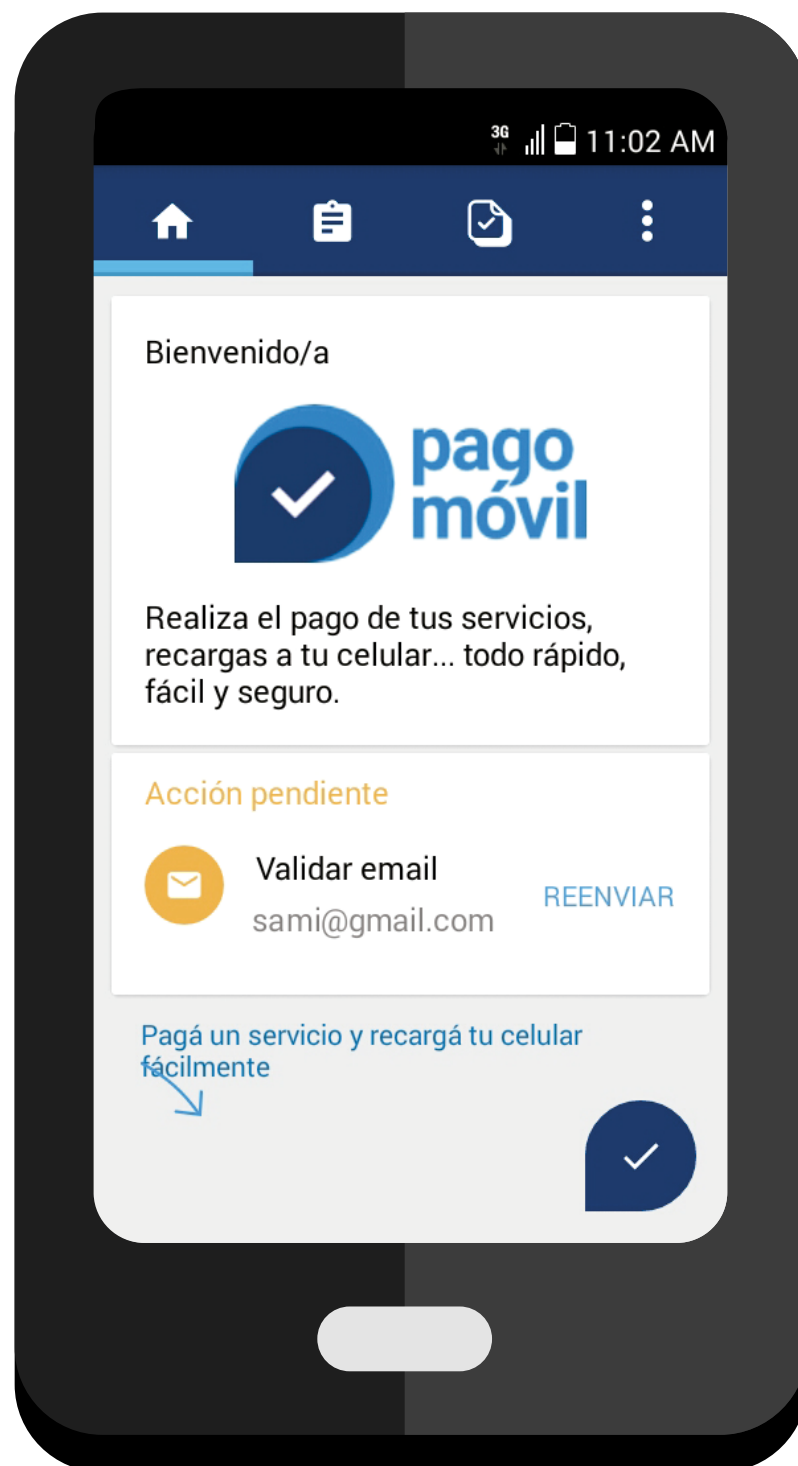 3G 11:02 AM
Bienvenido/a
pago
móvil
Realiza el pago de tus servicios,
recargas a tu celular... todo rápido,
fácil y seguro.
Acción pendiente
Validar email
sami@gmail.com
REENVIAR
Pagá un servicio y recargá tu celular
fácilmente